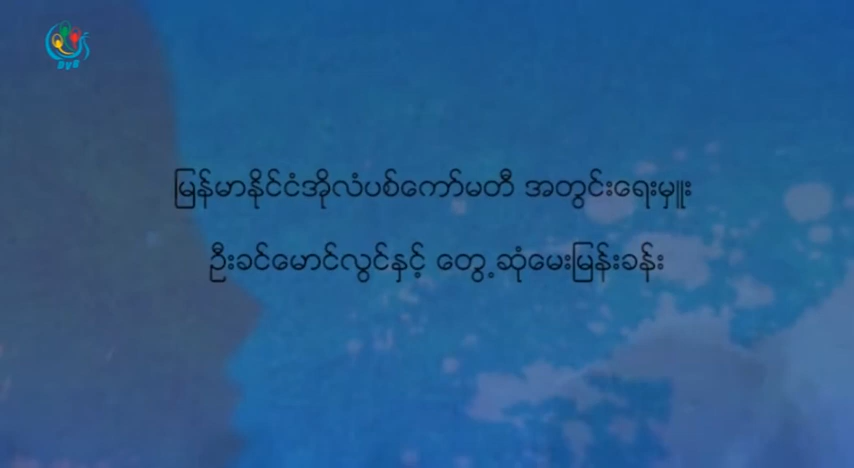 DVB
မြန်မာနိုင်ငံအိုလံပစ်ကော်မတီ အတွင်းရေးမှူး
ဦးခင်မောင်လွင်နှင့် တွေ့ဆုံမေးမြန်းခန်း